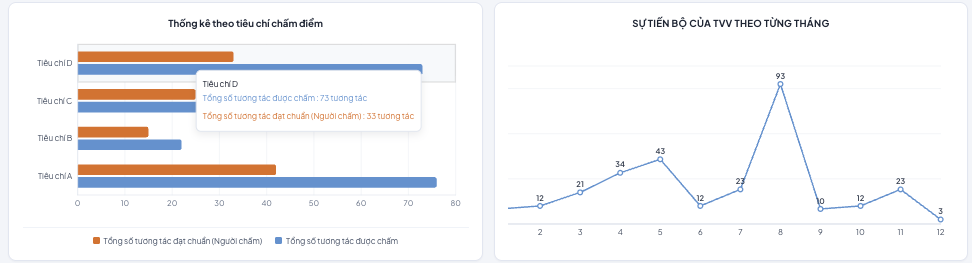 Thống kê theo tiêu chí chấm điểm
Tiêu chí D
Tiêu chí C
Tiêu chí B
Tiêu chí A
Tiêu chí D
Tổng số tương tác được chấm : 73 tương tác
Tổng số tương tác đạt chuẩn (Người chấm) : 33 tương tác
0 10 20 30 40 50 60 70 80
Tổng số tương tác đạt chuẩn (Người chấm) Tổng số tương tác được chấm
SỰ TIẾN BỘ CỦA TVV THEO TỪNG THÁNG
12 21 34 43 12 23 93 10 12 23 3
2 3 4 5 6 7 8 9 10 11 12